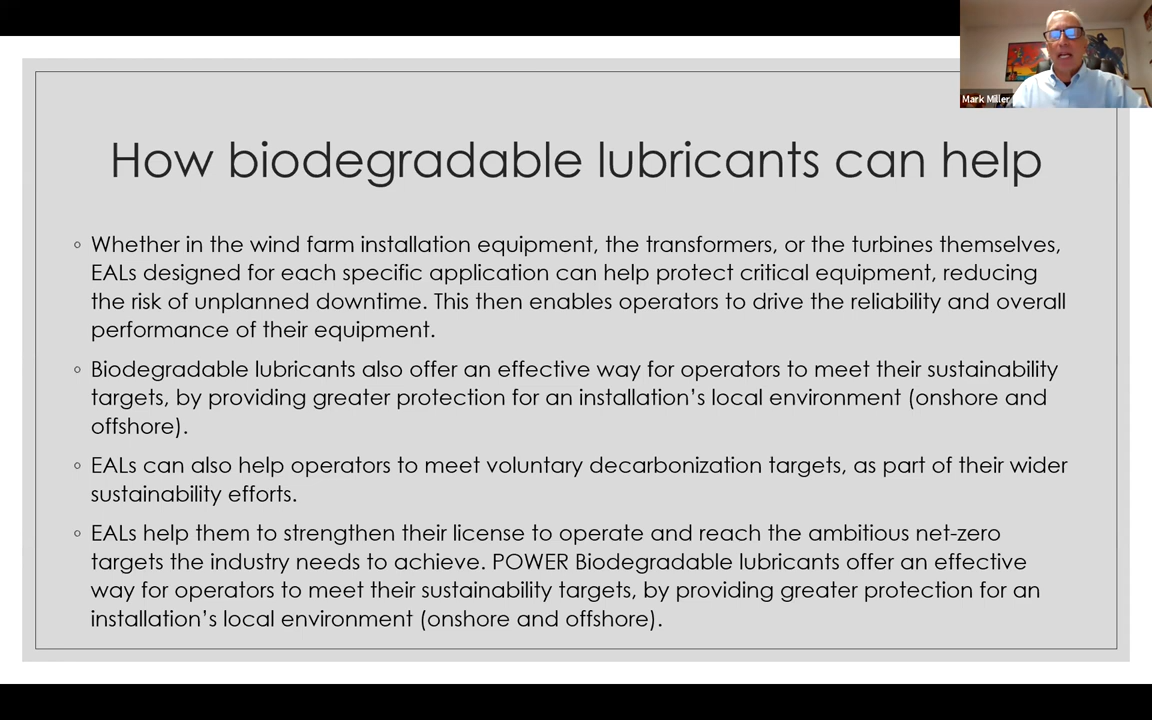 Mark Miller
How biodegradable lubricants can help
◦ Whether in the wind farm installation equipment, the transformers, or the turbines themselves,
EALs designed for each specific application can help protect critical equipment, reducing
the risk of unplanned downtime. This then enables operators to drive the reliability and overall
performance of their equipment.
◦ Biodegradable lubricants also offer an effective way for operators to meet their sustainability
targets, by providing greater protection for an installation’s local environment (onshore and
offshore).
◦ EALs can also help operators to meet voluntary decarbonization targets, as part of their wider
sustainability efforts.
◦ EALs help them to strengthen their license to operate and reach the ambitious net-zero
targets the industry needs to achieve. POWER Biodegradable lubricants offer an effective
way for operators to meet their sustainability targets, by providing greater protection for an
installation’s local environment (onshore and offshore).